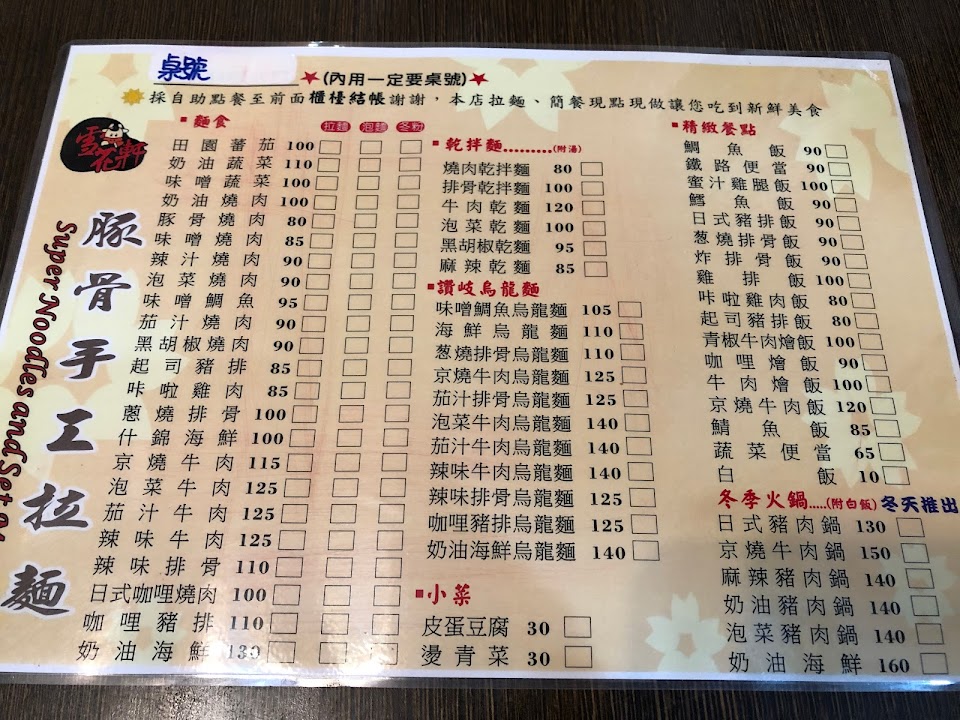 桌號
★(內用一定要桌號)★
採自助點餐至前面櫃檯結帳謝謝,本店拉麵、簡餐現點現做讓您吃到新鮮美食
雪花軒
豚骨手工拉麵
Super Noodles and Set
麵食
拉麵 泡麵 冬粉
田園蕃茄 100
奶油蔬菜 110
味噌蔬菜 100
奶油燒肉 100
豚骨燒肉 80
味噌燒肉 85
辣汁燒肉 90
泡菜燒肉 90
味噌鯛魚 95
茄汁燒肉 90
黑胡椒燒肉 90
起司豬排 85
咔啦雞肉 85
蔥燒排骨 100
什錦海鮮 100
京燒牛肉 115
泡菜牛肉 125
茄汁牛肉 125
辣味牛肉 125
辣味排骨 110
日式咖哩燒肉 100
咖哩豬排 110
奶油海鮮 130
乾拌麵.........(附湯)
燒肉乾拌麵 80
排骨乾拌麵 100
牛肉乾麵 120
泡菜乾麵 100
黑胡椒乾麵 95
麻辣乾麵 85
讚岐烏龍麵
味噌鯛魚烏龍麵 105
海鮮烏龍麵 110
蔥燒排骨烏龍麵 110
京燒牛肉烏龍麵 125
茄汁排骨烏龍麵 125
泡菜牛肉烏龍麵 140
茄汁牛肉烏龍麵 140
辣味牛肉烏龍麵 140
辣味排骨烏龍麵 125
咖哩豬排烏龍麵 125
奶油海鮮烏龍麵 140
小菜
皮蛋豆腐 30
燙青菜 30
精緻餐點
鯛魚飯 90
鐵路便當 90
蜜汁雞腿飯 100
鱈魚飯 90
日式豬排飯 90
蔥燒排骨飯 90
炸排骨飯 90
雞排飯 100
咔啦雞肉飯 80
起司豬排飯 80
青椒牛肉燴飯 100
咖哩燴飯 90
牛肉燴飯 100
京燒牛肉飯 120
鯖魚飯 85
蔬菜便當 65
白飯 10
冬季火鍋.....(附白飯) 冬天推出
日式豬肉鍋 130
京燒牛肉鍋 150
麻辣豬肉鍋 140
奶油豬肉鍋 140
泡菜豬肉鍋 140
奶油海鮮 160